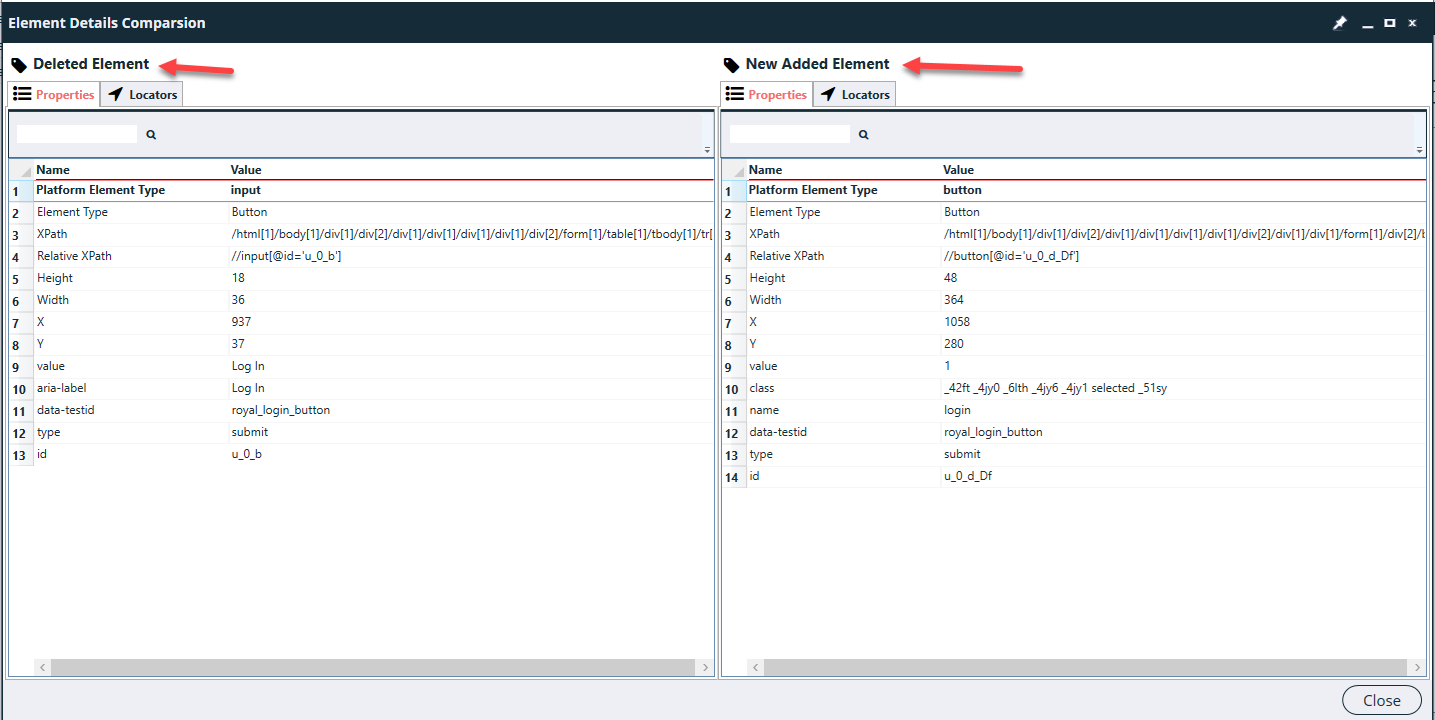 Element Details Comparsion
Deleted Element
Properties Locators
Name Value
1 Platform Element Type input
2 Element Type Button
3 XPath /html[1]/body[1]/div[1]/div[2]/div[1]/div[1]/div[1]/div[1]/div[2]/form[1]/table[1]/tbody[1]/tr[
4 Relative XPath //input[@id='u_0_b']
5 Height 18
6 Width 36
7 X 937
8 Y 37
9 value Log In
10 aria-label Log In
11 data-testid royal_login_button
12 type submit
13 id u_0_b
New Added Element
Properties Locators
Name Value
1 Platform Element Type button
2 Element Type Button
3 XPath /html[1]/body[1]/div[1]/div[2]/div[1]/div[1]/div[1]/div[1]/div[2]/div[1]/div[1]/form[1]/div[2]/b
4 Relative XPath //button[@id='u_0_d_Df']
5 Height 48
6 Width 364
7 X 1058
8 Y 280
9 value 1
10 class _42ft _4jy0 _6lth _4jy6 _4jy1 selected _51sy
11 name login
12 data-testid royal_login_button
13 type submit
14 id u_0_d_Df
Close